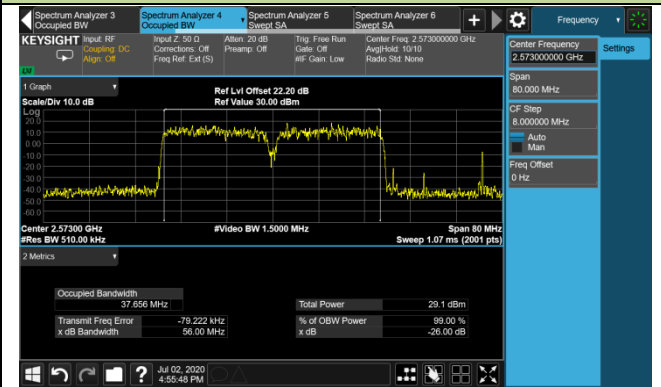 Spectrum Analyzer 3
Occupied BW
Spectrum Analyzer 4
Occupied BW
Spectrum Analyzer 5
Swept SA
Spectrum Analyzer 6
Swept SA
+
Frequency
KEYSIGHT
Input: RF
Coupling: DC
Align: Off
Input Z: 50 Ω
Corrections: Off
Freq Ref: Ext (S)
Atten: 20 dB
Preamp: Off
Trig: Free Run
Gate: Off
#IF Gain: Low
Center Freq: 2.573000000 GHz
Avg|Hold: 10/10
Radio Std: None
LV
Center Frequency
2.573000000 GHz
Settings
Span
80.000 MHz
CF Step
8.000000 MHz
Auto
Man
Freq Offset
0 Hz
1 Graph
Scale/Div 10.0 dB
Ref Lvl Offset 22.20 dB
Ref Value 30.00 dBm
Log
20.0
10.0
0.00
-10.0
-20.0
-30.0
-40.0
-50.0
-60.0
Center 2.57300 GHz
#Video BW 1.5000 MHz
Span 80 MHz
#Res BW 510.00 kHz
Sweep 1.07 ms (2001 pts)
2 Metrics
Occupied Bandwidth
37.656 MHz
Total Power 29.1 dBm
Transmit Freq Error -79.222 kHz
% of OBW Power 99.00 %
x dB Bandwidth 56.00 MHz
x dB -26.00 dB
?
Jul 02, 2020
4:55:48 PM